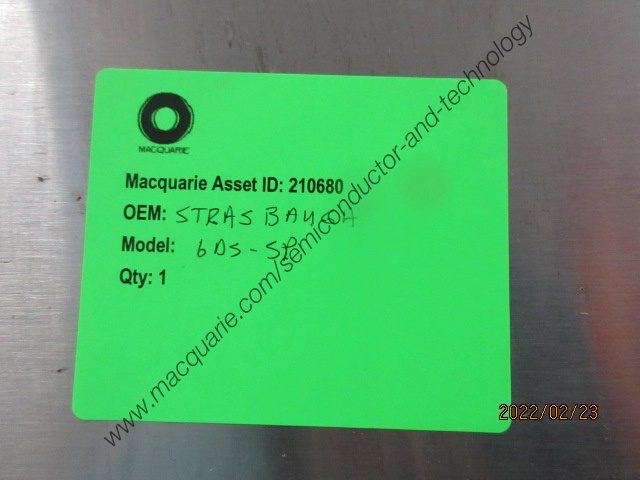 MACQUARIE
Macquarie Asset ID: 210680
OEM: STRASBAUGH
Model: 6DS-SP
Qty: 1
www.macquarie.com/semiconductor-and-technology
2022/02/23